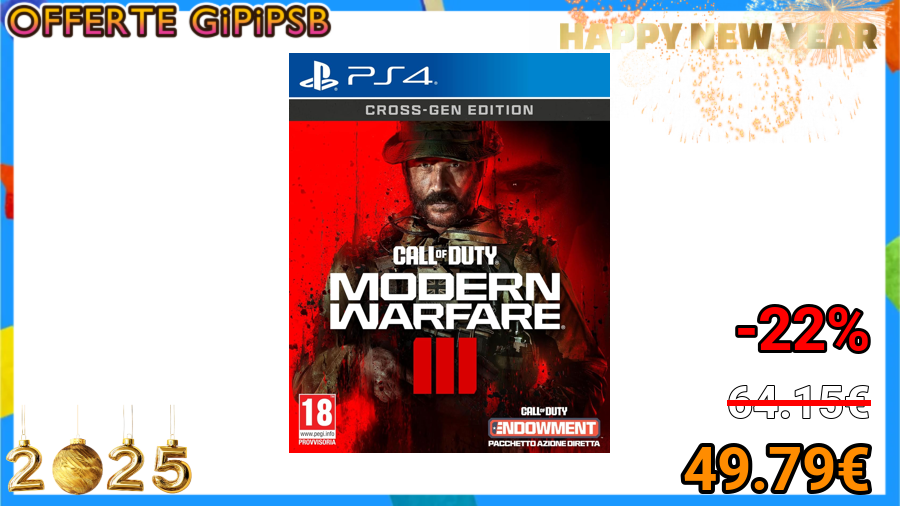 OFFERTE GiPiPSB
HAPPY NEW YEAR
PS4
CROSS-GEN EDITION
CALL OF DUTY
MODERN
WARFARE
III
18
www.pegi.info
PROVVISORIA
CALL OF DUTY
ENDOWMENT
PACCHETTO AZIONE DIRETTA
-22%
64.15€
49.79€
2025